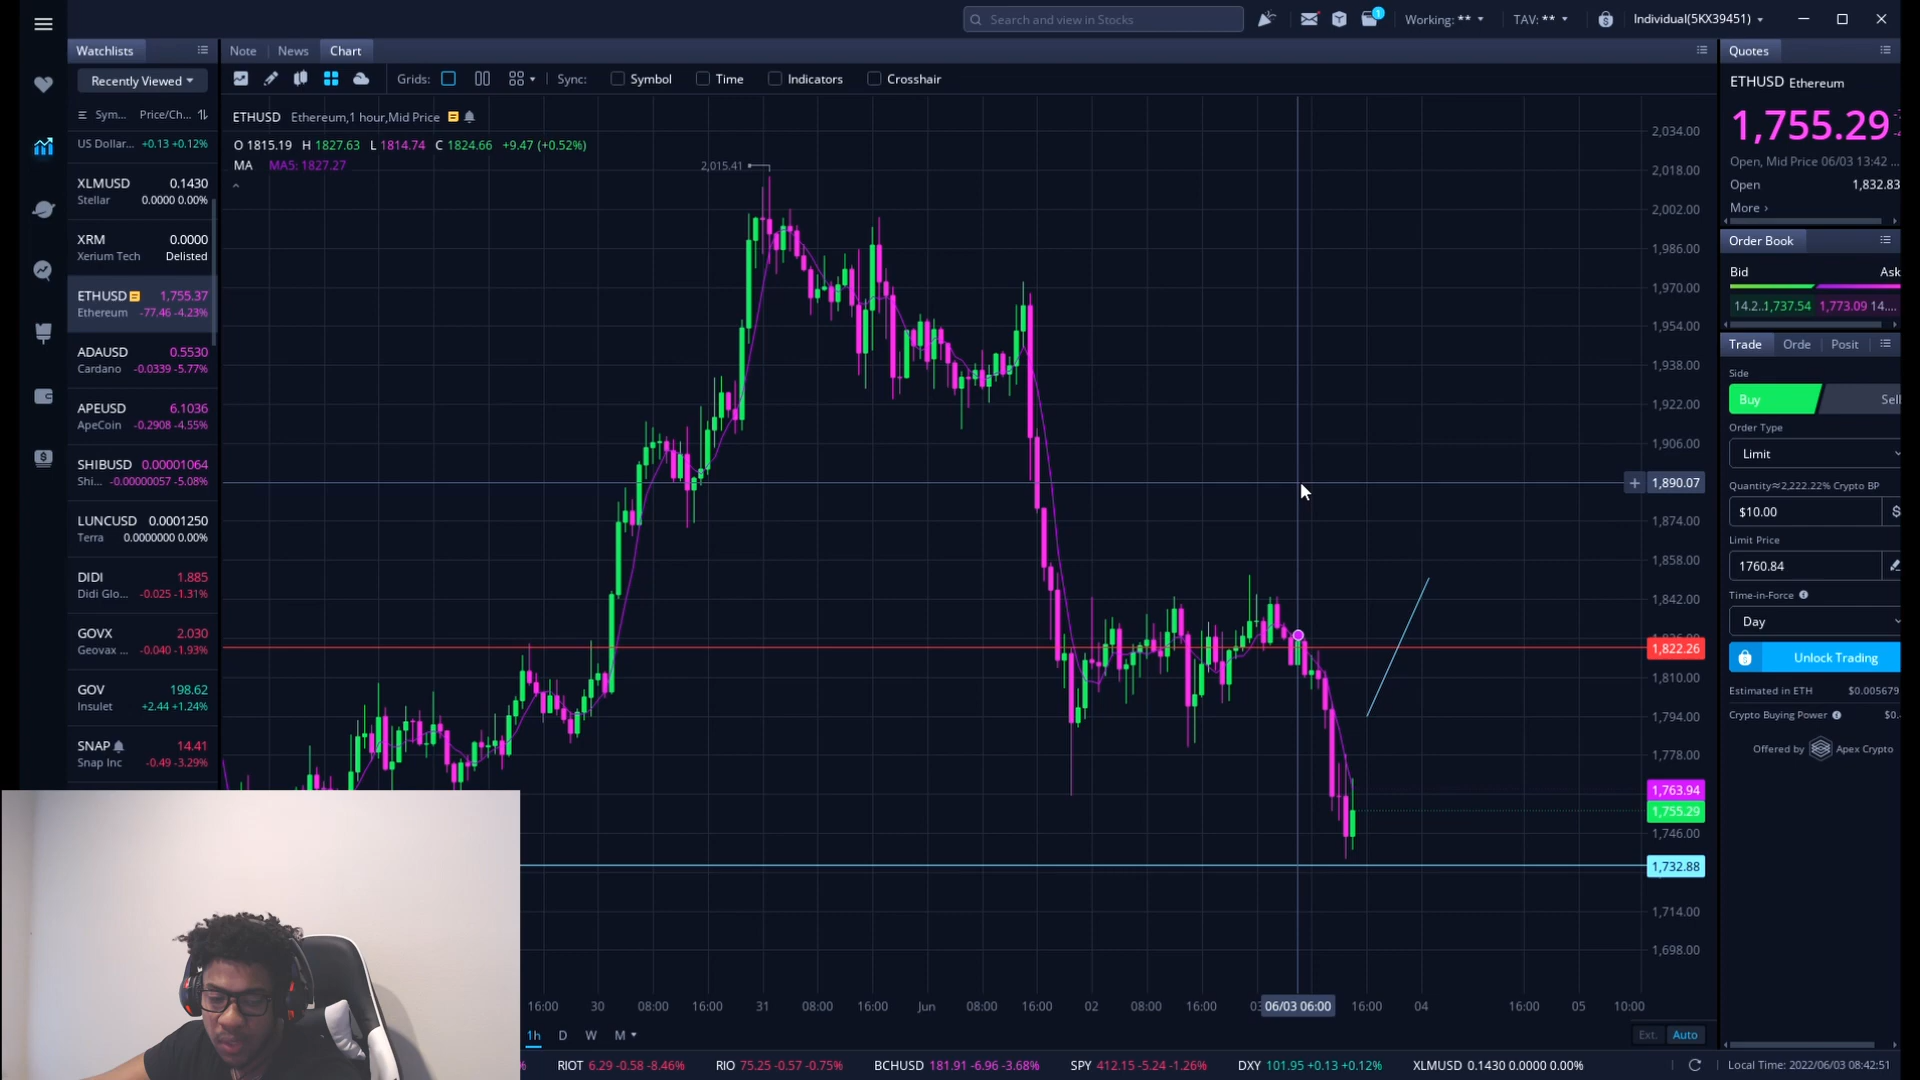 Search and view in Stocks
1
Working: **
TAV: **
Individual(5KX39451)
Watchlists
Note
News
Chart
Quotes
Recently Viewed
Grids:
Sync:
Symbol
Time
Indicators
Crosshair
Sym...
Price/Ch...
US Dollar... +0.13 +0.12%
XLMUSD 0.1430
Stellar 0.0000 0.00%
XRM 0.0000
Xerium Tech Delisted
ETHUSD 1,755.37
Ethereum -77.46 -4.23%
ADAUSD 0.5530
Cardano -0.0339 -5.77%
APEUSD 6.1036
ApeCoin -0.2908 -4.55%
SHIBUSD 0.00001064
Shi... -0.00000057 -5.08%
LUNCUSD 0.0001250
Terra 0.0000000 0.00%
DIDI 1.885
Didi Glo... -0.025 -1.31%
GOVX 2.030
Geovax ... -0.040 -1.93%
GOV 198.62
Insulet +2.44 +1.24%
SNAP 14.41
Snap Inc -0.49 -3.29%
ETHUSD Ethereum,1 hour,Mid Price
O 1815.19 H 1827.63 L 1814.74 C 1824.66 +9.47 (+0.52%)
MA MA5: 1827.27
2,015.41
2,034.00
2,018.00
2,002.00
1,986.00
1,970.00
1,954.00
1,938.00
1,922.00
1,906.00
1,890.07
1,874.00
1,858.00
1,842.00
1,822.26
1,810.00
1,794.00
1,778.00
1,763.94
1,755.29
1,746.00
1,732.88
1,714.00
1,698.00
16:00 30 08:00 16:00 31 08:00 16:00 Jun 08:00 16:00 02 08:00 16:00 06/03 06:00 16:00 04 16:00 05 10:00
1h D W M
Ext. Auto
ETHUSD Ethereum
1,755.29
Open, Mid Price 06/03 13:42 ...
Open 1,832.83
More ›
Order Book
Bid Ask
14.2... 1,737.54 1,773.09 14....
Trade Orde Posit
Side
Buy Sell
Order Type
Limit
Quantity≈2,222.22% Crypto BP
$10.00 $
Limit Price
1760.84
Time-in-Force
Day
Unlock Trading
Estimated in ETH $0.005679
Crypto Buying Power $0.
Offered by Apex Crypto
% RIOT 6.29 -0.58 -8.46% RIO 75.25 -0.57 -0.75% BCHUSD 181.91 -6.96 -3.68% SPY 412.15 -5.24 -1.26% DXY 101.95 +0.13 +0.12% XLMUSD 0.1430 0.0000 0.00%
Local Time: 2022/06/03 08:42:51